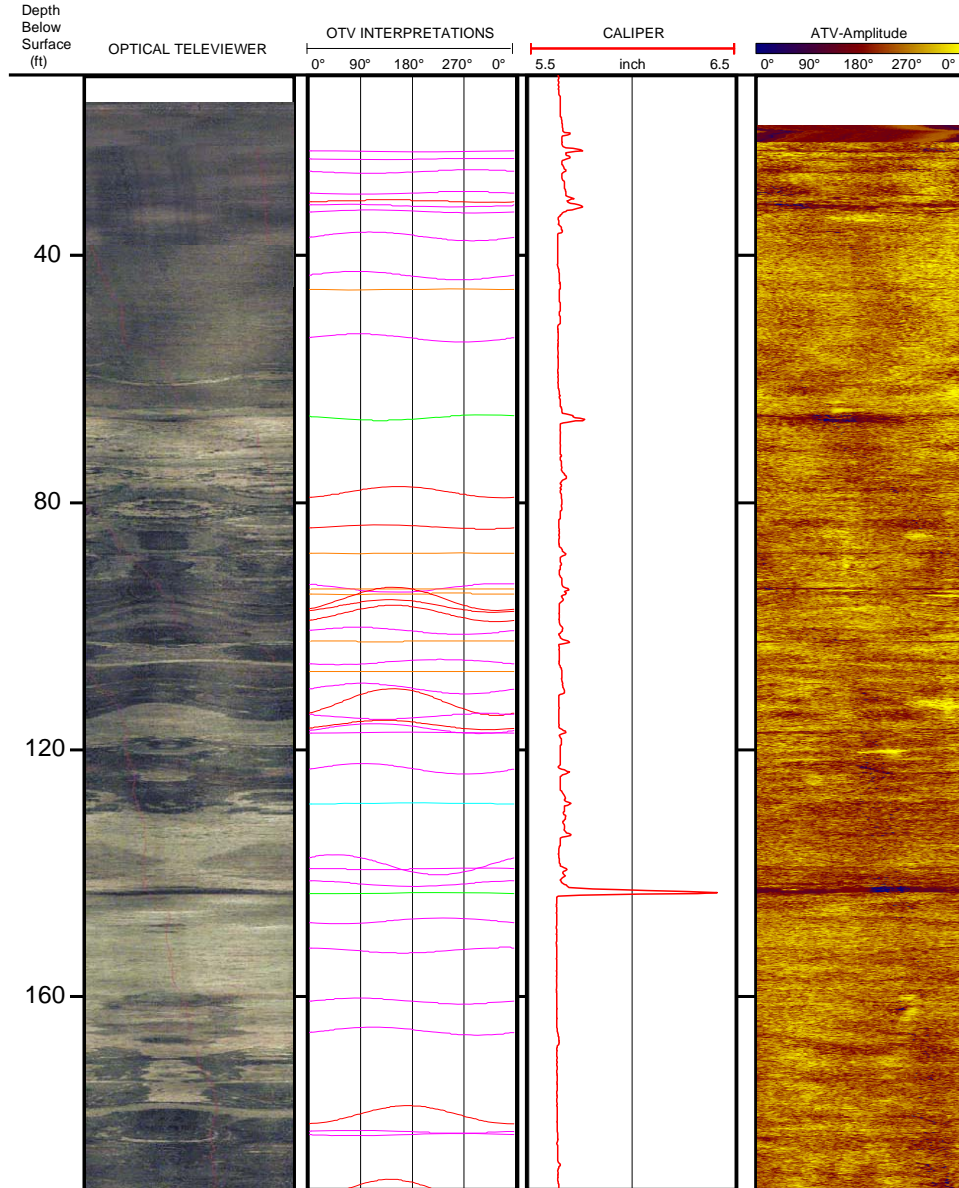 Depth
Below
Surface
(ft)
OPTICAL TELEVIEWER
OTV INTERPRETATIONS
0° 90° 180° 270° 0°
CALIPER
5.5 inch 6.5
ATV-Amplitude
0° 90° 180° 270° 0°
40
80
120
160